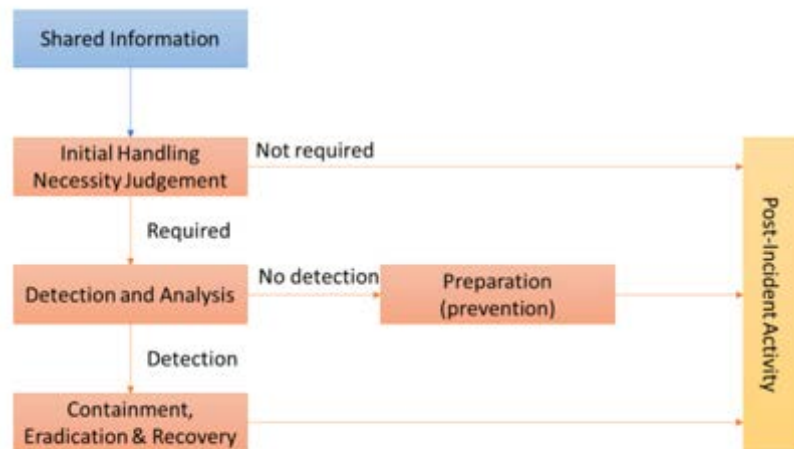 Shared Information
Initial Handling
Necessity Judgement
Not required
Required
Detection and Analysis
No detection
Preparation
(prevention)
Detection
Containment,
Eradication & Recovery
Post-Incident Activity